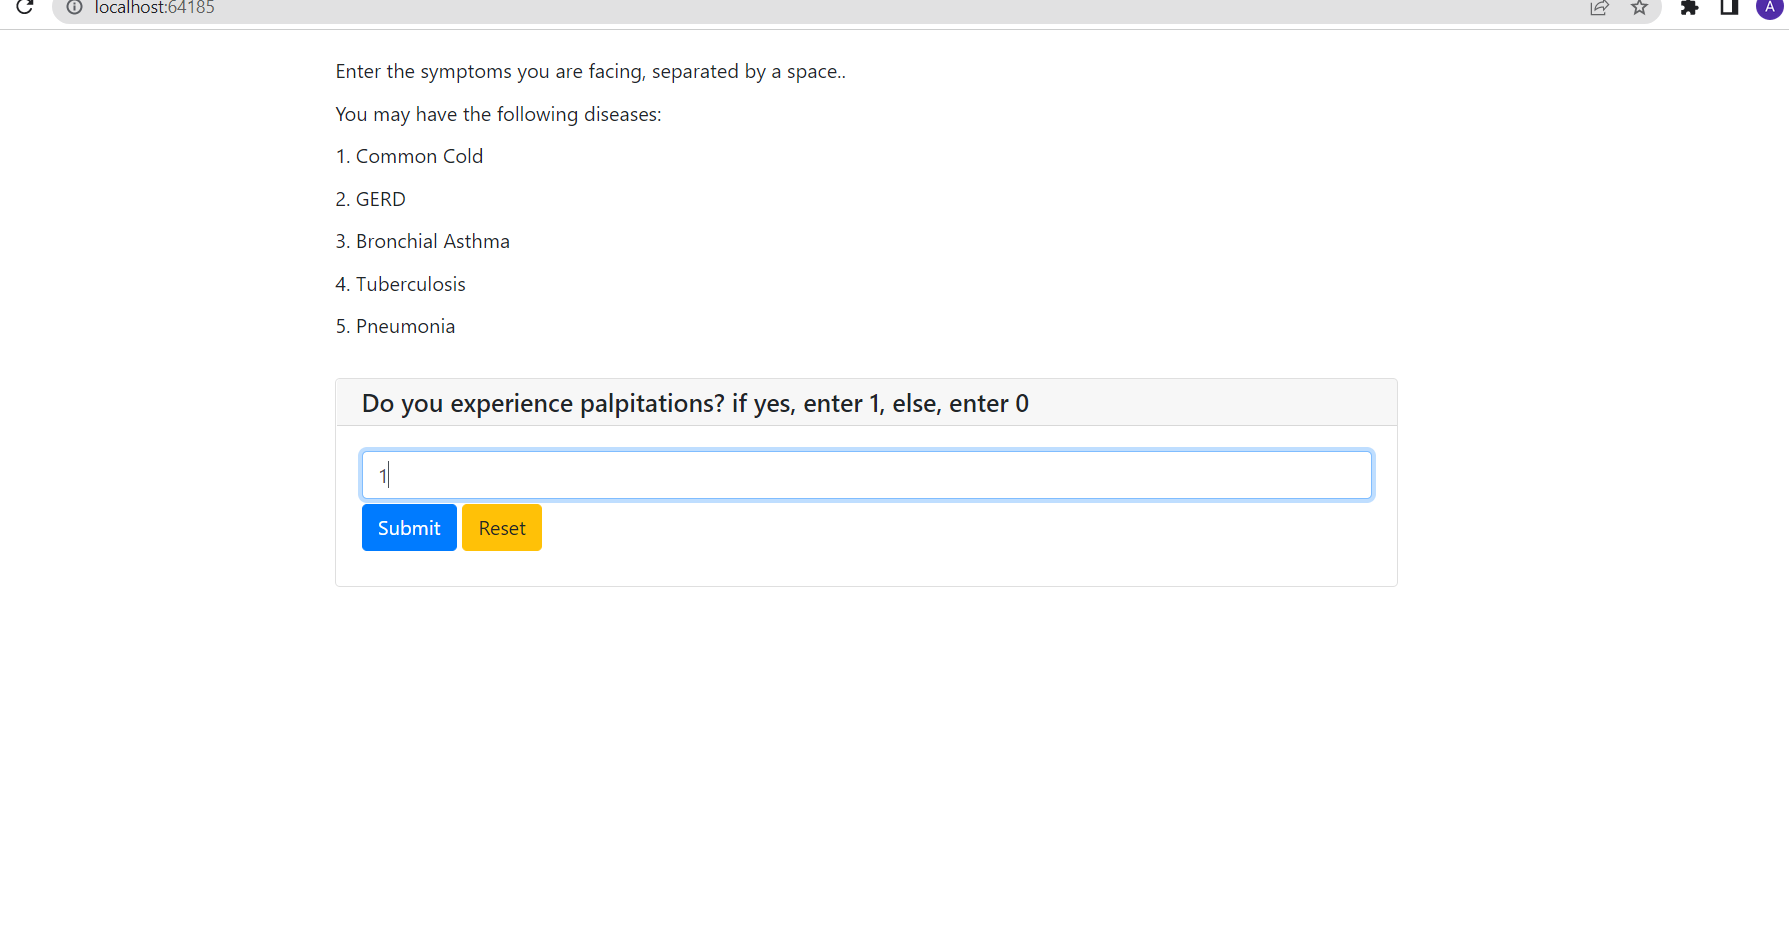 localhost:64185
A
Enter the symptoms you are facing, separated by a space..
You may have the following diseases:
1. Common Cold
2. GERD
3. Bronchial Asthma
4. Tuberculosis
5. Pneumonia
Do you experience palpitations? if yes, enter 1, else, enter 0
1
Submit Reset